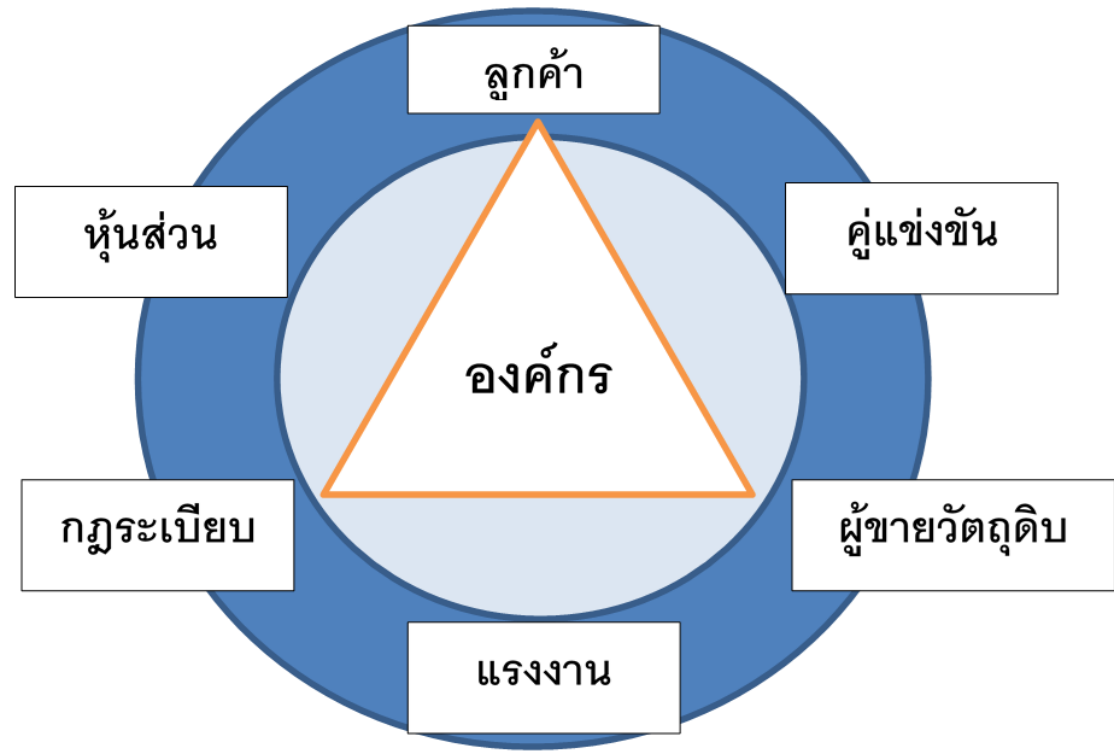 ลูกค้า
หุ้นส่วน
คู่แข่งขัน
องค์กร
กฎระเบียบ
ผู้ขายวัตถุดิบ
แรงงาน